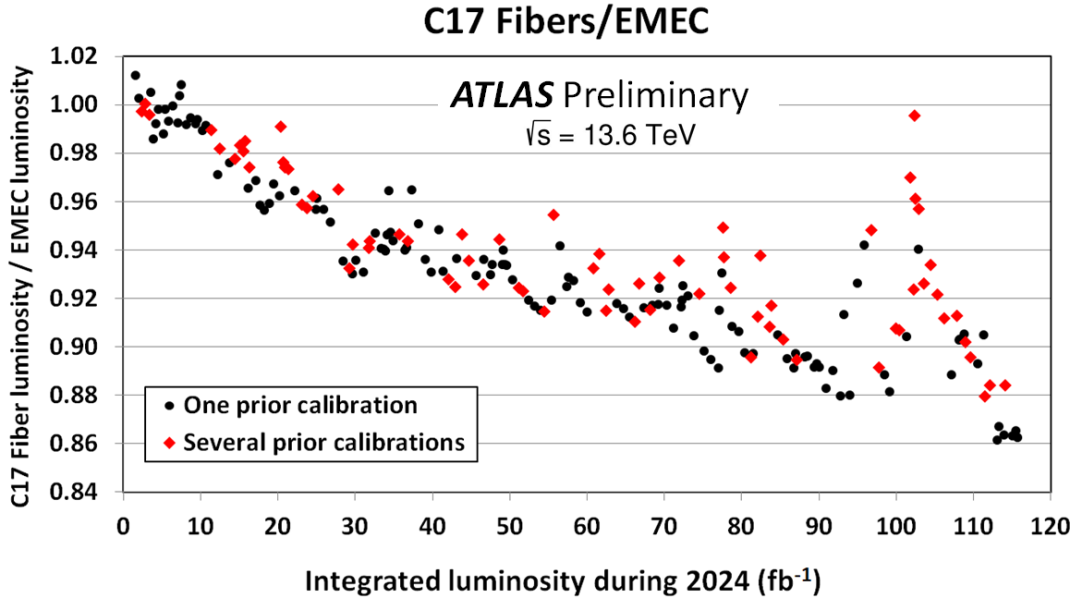 C17 Fibers/EMEC
C17 Fiber luminosity / EMEC luminosity
1.02
1.00
0.98
0.96
0.94
0.92
0.90
0.88
0.86
0.84
ATLAS Preliminary
√s = 13.6 TeV
One prior calibration
Several prior calibrations
0 10 20 30 40 50 60 70 80 90 100 110 120
Integrated luminosity during 2024 (fb⁻¹)